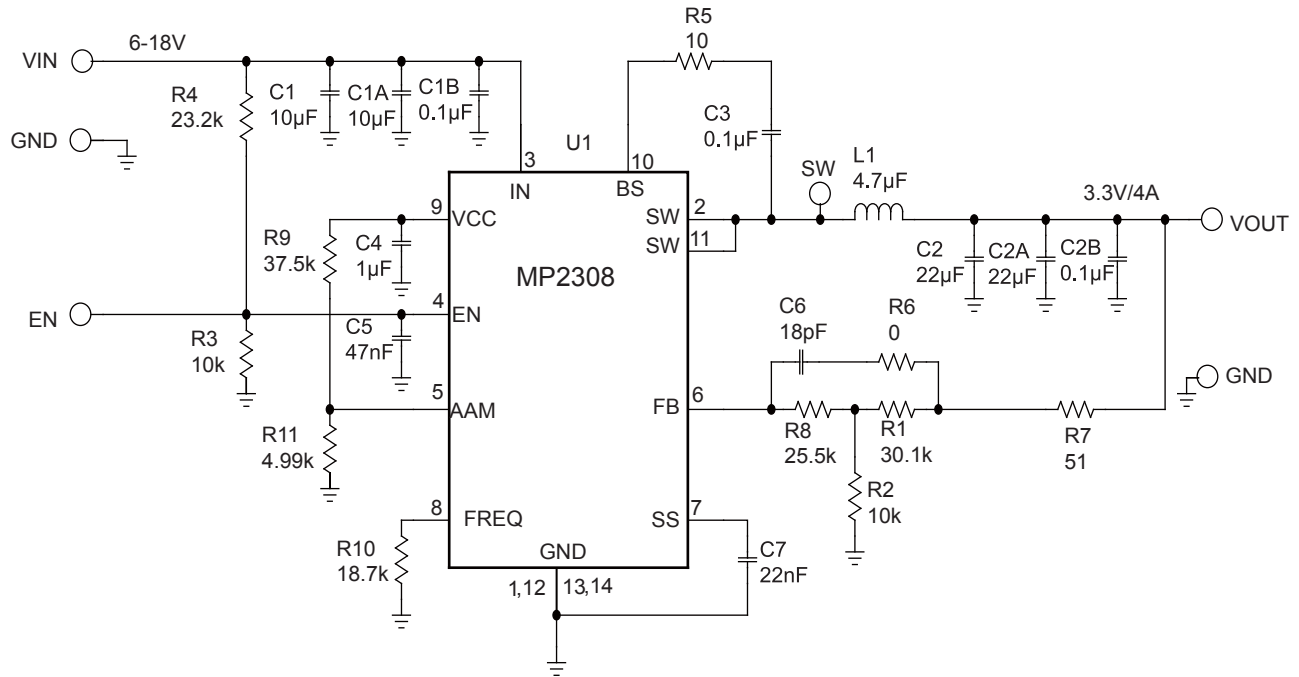 VIN
6-18V
R4
23.2k
C1
10µF
C1A
10µF
C1B
0.1µF
R5
10
C3
0.1µF
GND
U1
3
10
IN
BS
SW
L1
4.7µF
3.3V/4A
VOUT
9
VCC
SW
2
SW
11
R9
37.5k
C4
1µF
MP2308
C2
22µF
C2A
22µF
C2B
0.1µF
EN
4
EN
R3
10k
C5
47nF
C6
18pF
R6
0
GND
5
AAM
FB
6
R11
4.99k
R8
25.5k
R1
30.1k
R7
51
R2
10k
8
FREQ
SS
7
R10
18.7k
GND
1,12
13,14
C7
22nF